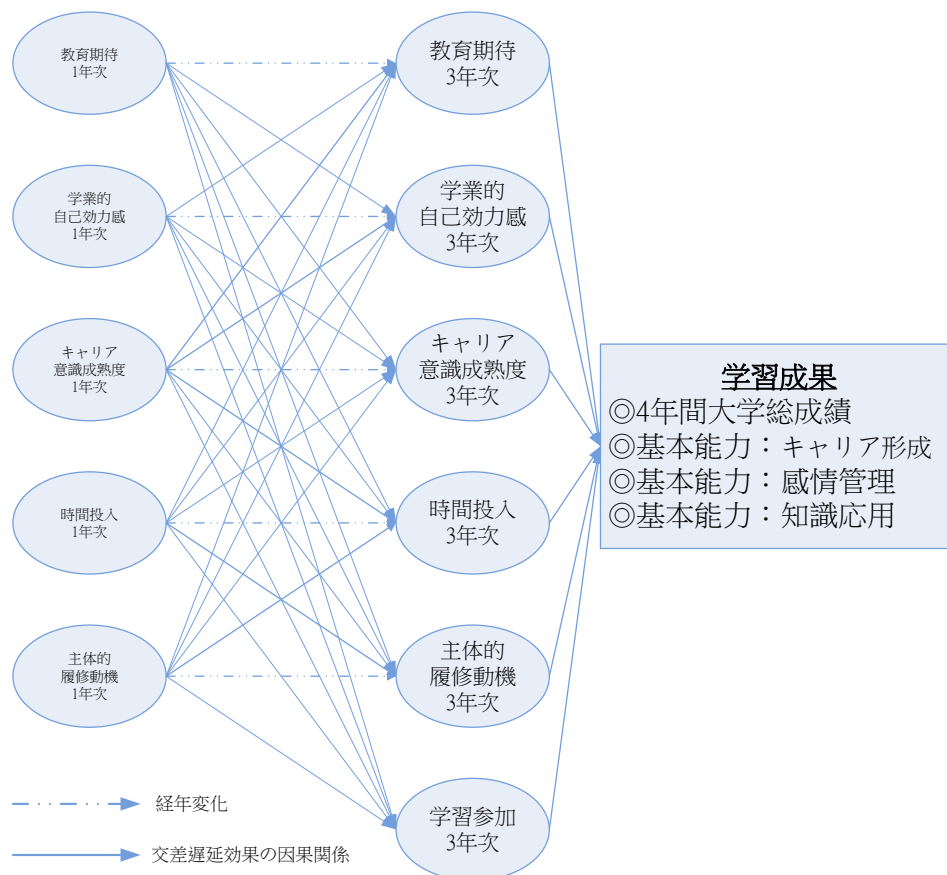 教育期待
1年次
学業的
自己効力感
1年次
キャリア
意識成熟度
1年次
時間投入
1年次
主体的
履修動機
1年次
教育期待
3年次
学業的
自己効力感
3年次
キャリア
意識成熟度
3年次
時間投入
3年次
主体的
履修動機
3年次
学習参加
3年次
学習成果
◎4年間大学総成績
◎基本能力：キャリア形成
◎基本能力：感情管理
◎基本能力：知識応用
経年変化
交差遅延効果の因果関係